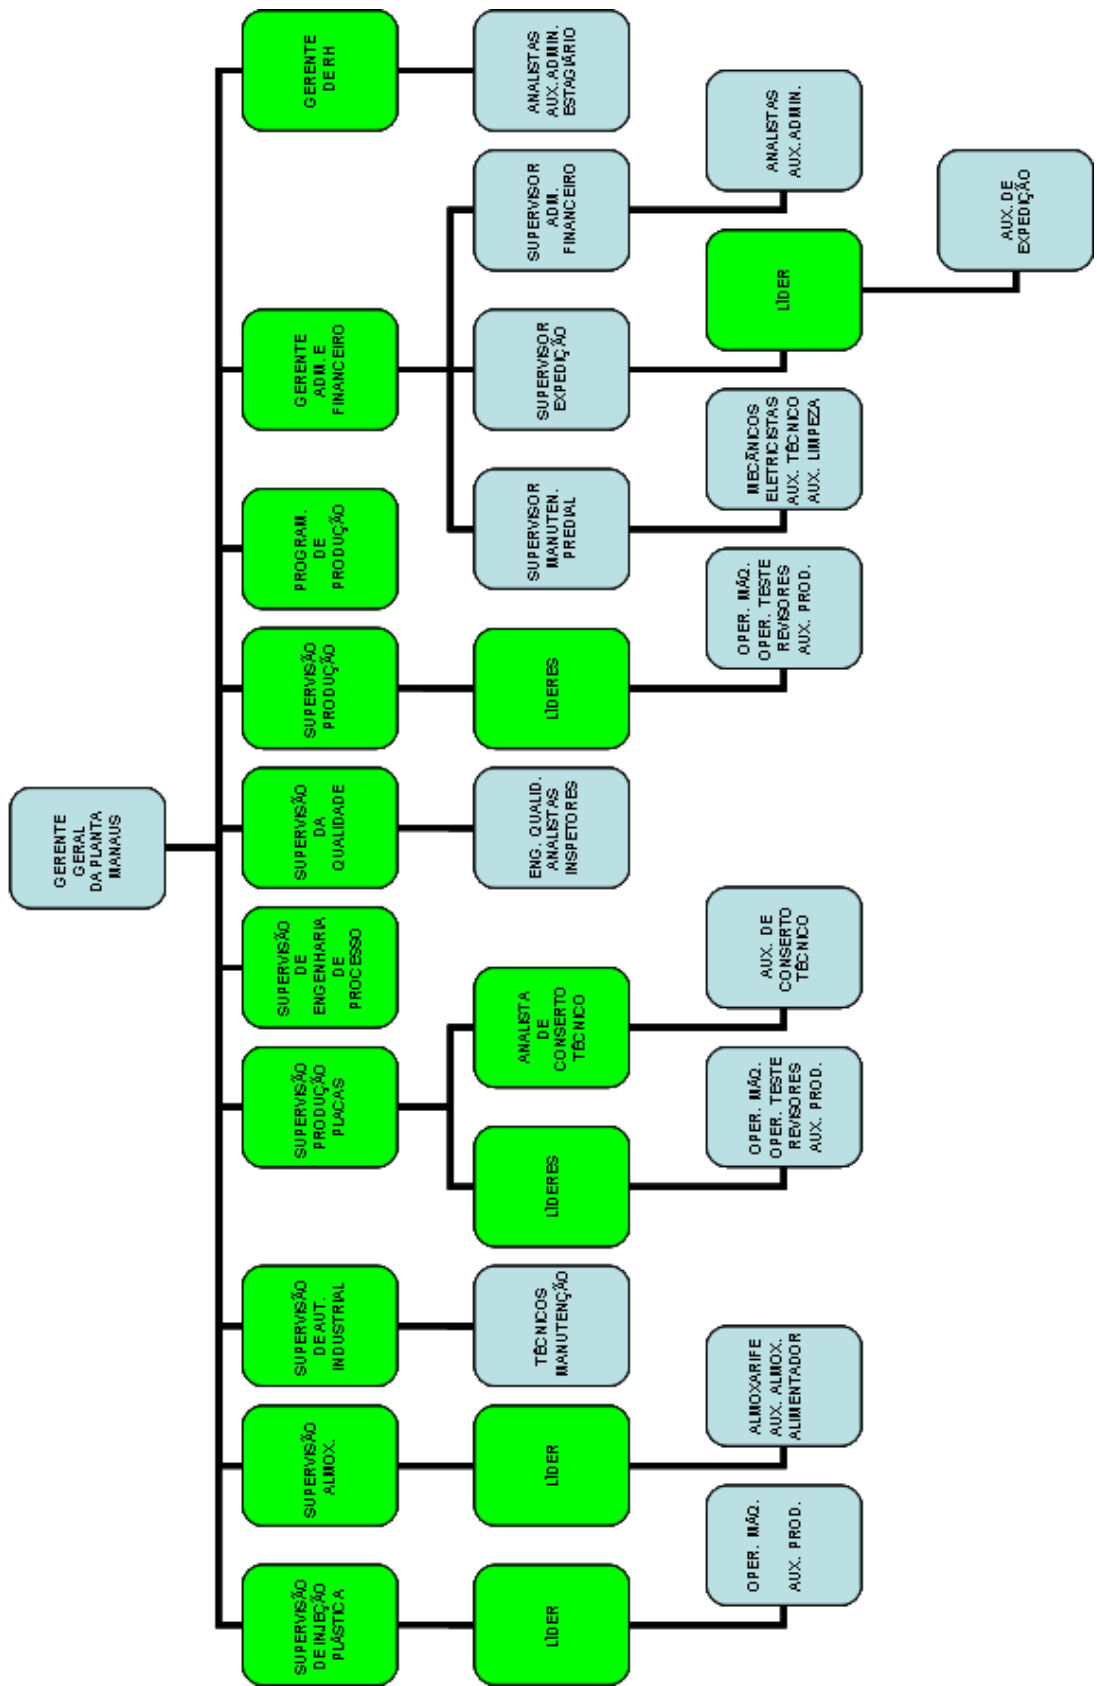 GERENTE
GERAL
DA PLANTA
MANAUS
SUPERVISÃO
DE INJEÇÃO
PLÁSTICA
SUPERVISÃO
ALMOX.
SUPERVISÃO
DE AUT.
INDUSTRIAL
SUPERVISÃO
PRODUÇÃO
PLACAS
SUPERVISÃO
DE
ENGENHARIA
DE
PROCESSO
SUPERVISÃO
DA
QUALIDADE
SUPERVISÃO
PRODUÇÃO
PROGRAM.
DE
PRODUÇÃO
GERENTE
ADM. E
FINANCEIRO
GERENTE
DE RH
LÍDER
LÍDER
TÉCNICOS
MANUTENÇÃO
LÍDERES
ANALISTA
DE
CONSERTO
TÉCNICO
ENG. QUALID.
ANALISTAS
INSPETORES
LÍDERES
SUPERVISOR
MANUTEN.
PREDIAL
SUPERVISOR
EXPEDIÇÃO
SUPERVISOR
ADM.
FINANCEIRO
ANALISTAS
AUX. ADMIN.
ESTAGIÁRIO
OPER. MÁQ.
AUX. PROD.
ALMOXARIFE
AUX. ALMOX.
ALIMENTADOR
OPER. MÁQ.
OPER. TESTE
REVISORES
AUX. PROD.
AUX. DE
CONSERTO
TÉCNICO
OPER. MÁQ.
OPER. TESTE
REVISORES
AUX. PROD.
MECÂNICOS
ELETRICISTAS
AUX. TÉCNICO
AUX. LIMPEZA
LÍDER
ANALISTAS
AUX. ADMIN.
AUX. DE
EXPEDIÇÃO